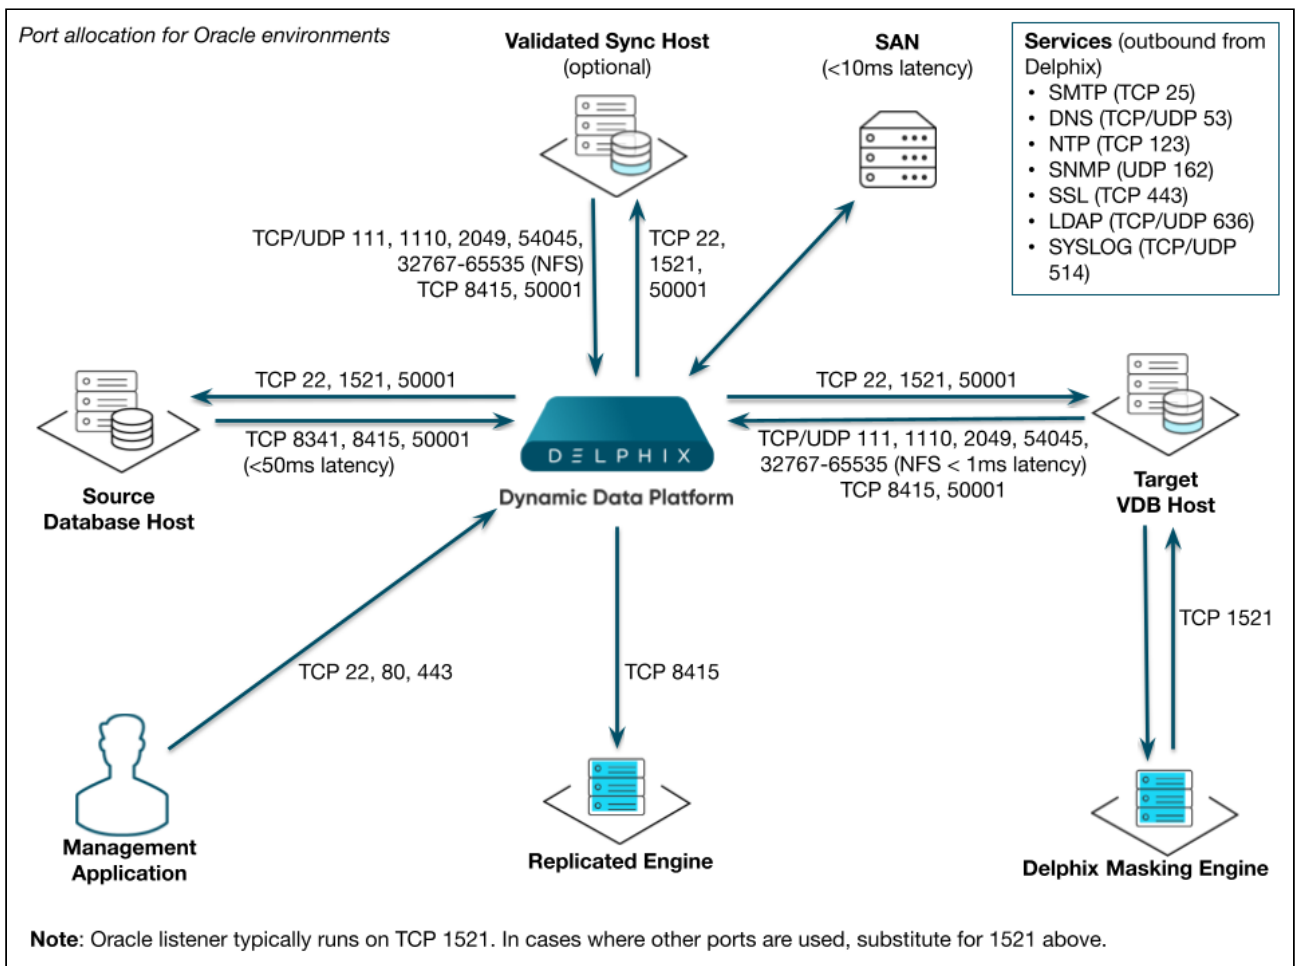 Port allocation for Oracle environments
Validated Sync Host
(optional)
SAN
(<10ms latency)
Services (outbound from
Delphix)
• SMTP (TCP 25)
• DNS (TCP/UDP 53)
• NTP (TCP 123)
• SNMP (UDP 162)
• SSL (TCP 443)
• LDAP (TCP/UDP 636)
• SYSLOG (TCP/UDP
514)
TCP/UDP 111, 1110, 2049, 54045,
32767-65535 (NFS)
TCP 8415, 50001
TCP 22,
1521,
50001
TCP 22, 1521, 50001
TCP 8341, 8415, 50001
(<50ms latency)
Source
Database Host
DELPHIX
Dynamic Data Platform
TCP 22, 1521, 50001
TCP/UDP 111, 1110, 2049, 54045,
32767-65535 (NFS < 1ms latency)
TCP 8415, 50001
Target
VDB Host
TCP 1521
TCP 22, 80, 443
TCP 8415
Management
Application
Replicated Engine
Delphix Masking Engine
Note: Oracle listener typically runs on TCP 1521. In cases where other ports are used, substitute for 1521 above.